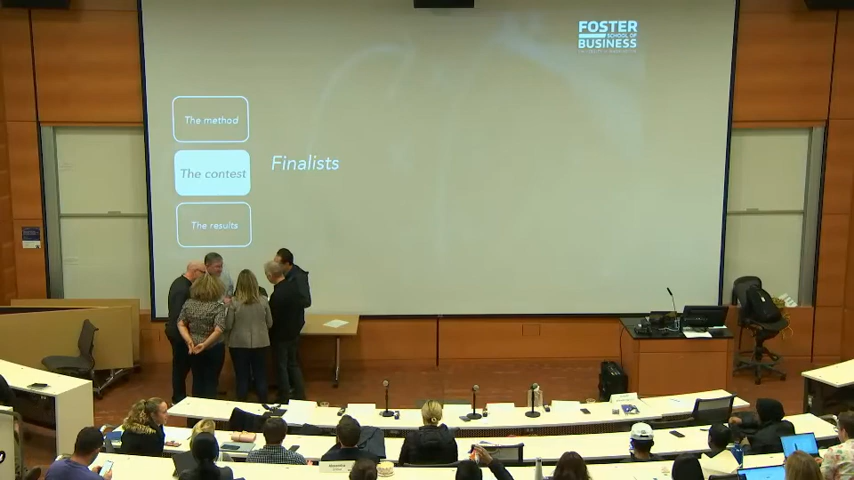 FOSTER
SCHOOL OF
BUSINESS
The method
The contest
Finalists
The results